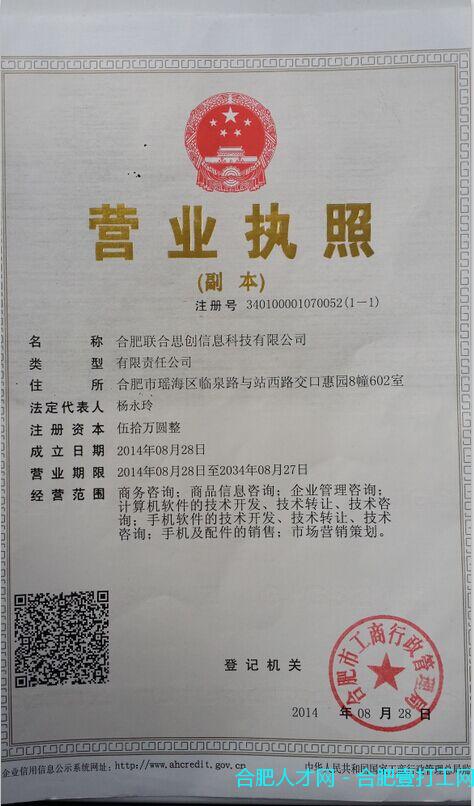 营业执照
(副 本)
注册号 340100001070052(1-1)
名 称 合肥联合思创信息科技有限公司
类 型 有限责任公司
住 所 合肥市瑶海区临泉路与站西路交口惠园8幢602室
法定代表人 杨永玲
注册资本 伍拾万圆整
成立日期 2014年08月28日
营业期限 2014年08月28日至2034年08月27日
经营范围 商务咨询；商品信息咨询；企业管理咨询；
计算机软件的技术开发、技术转让、技术咨
询；手机软件的技术开发、技术转让、技术
咨询；手机及配件的销售；市场营销策划。
登记机关
合肥市工商行政管理局
2014 年 08 月 28 日
企业信用信息公示系统网址：http://www.ahcredit.gov.cn
中华人民共和国国家工商行政管理总局监
合肥人才网 - 合肥壹打工网